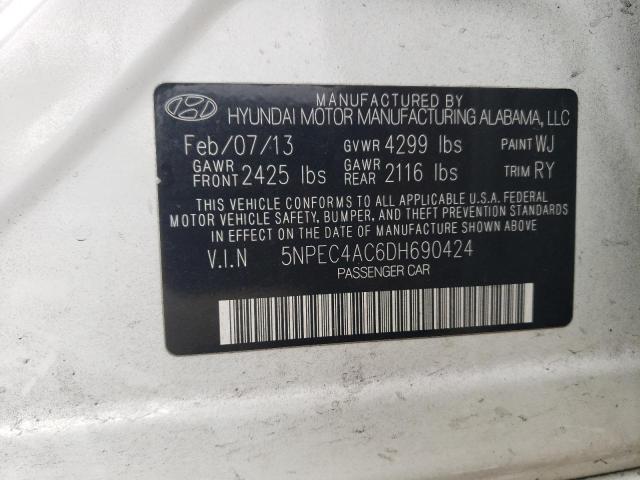 MANUFACTURED BY
HYUNDAI MOTOR MANUFACTURING ALABAMA, LLC
Feb/07/13 GVWR 4299 lbs PAINT WJ
GAWR FRONT 2425 lbs GAWR REAR 2116 lbs TRIM RY
THIS VEHICLE CONFORMS TO ALL APPLICABLE U.S.A. FEDERAL
MOTOR VEHICLE SAFETY, BUMPER, AND THEFT PREVENTION STANDARDS
IN EFFECT ON THE DATE OF MANUFACTURE SHOWN ABOVE
V.I.N 5NPEC4AC6DH690424
PASSENGER CAR